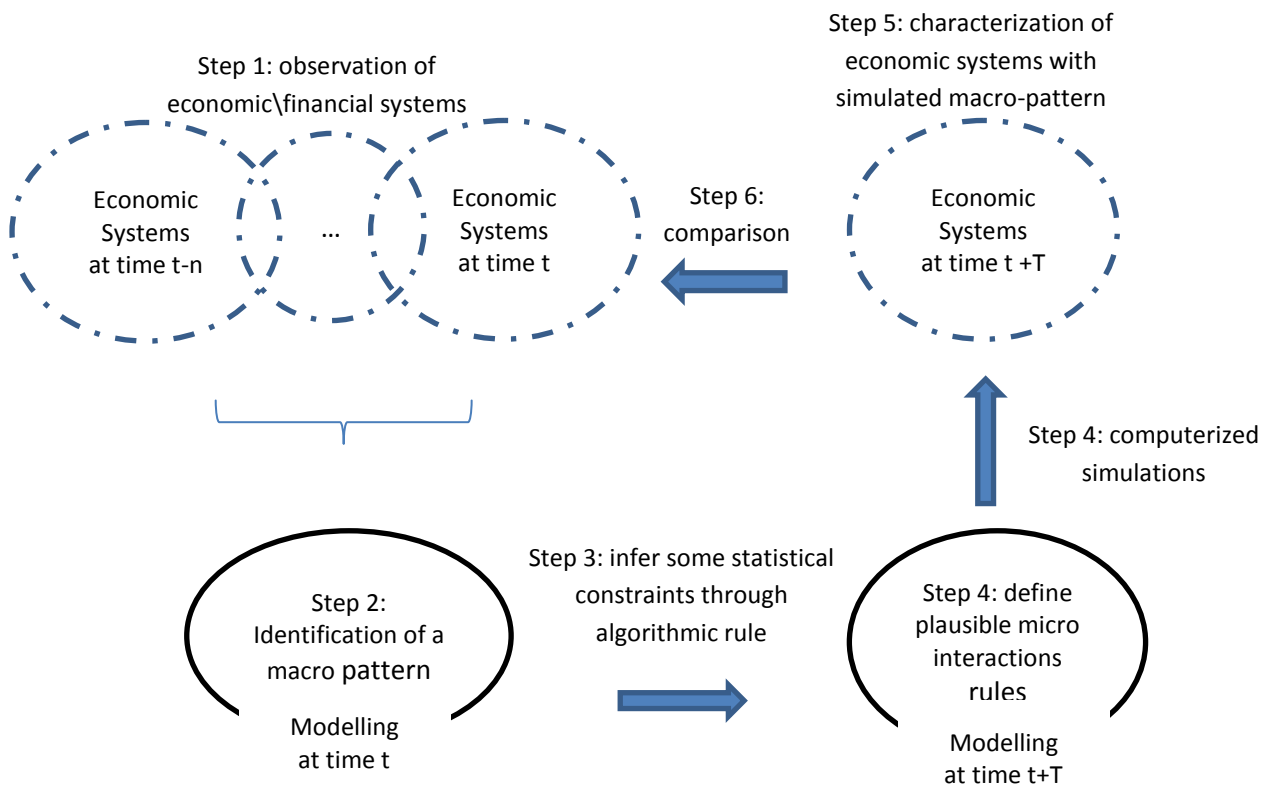 Step 1: observation of
economic\financial systems
Step 5: characterization of
economic systems with
simulated macro-pattern
Economic
Systems
at time t-n
...
Economic
Systems
at time t
Step 6:
comparison
Economic
Systems
at time t +T
Step 4: computerized
simulations
Step 2:
Identification of a
macro pattern
Modelling
at time t
Step 3: infer some statistical
constraints through
algorithmic rule
Step 4: define
plausible micro
interactions
rules
Modelling
at time t+T